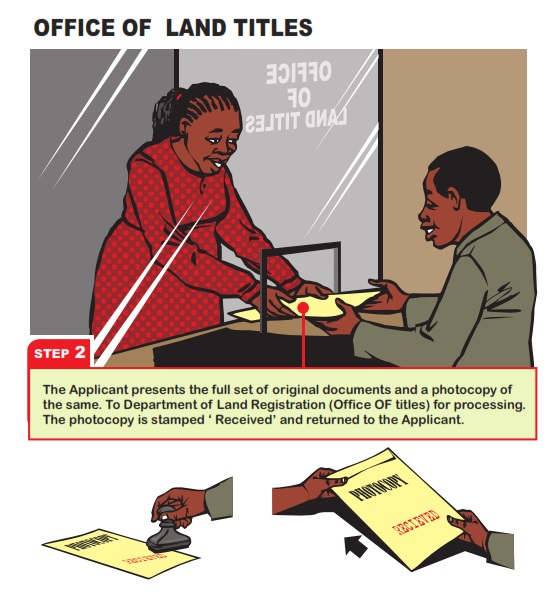 OFFICE OF LAND TITLES
OFFICE
OF
LAND TITLES
STEP 2
The Applicant presents the full set of original documents and a photocopy of
the same. To Department of Land Registration (Office OF titles) for processing.
The photocopy is stamped ‘ Received’ and returned to the Applicant.
PHOTOCOPY
RECIEVED
PHOTOCOPY
RECIEVED